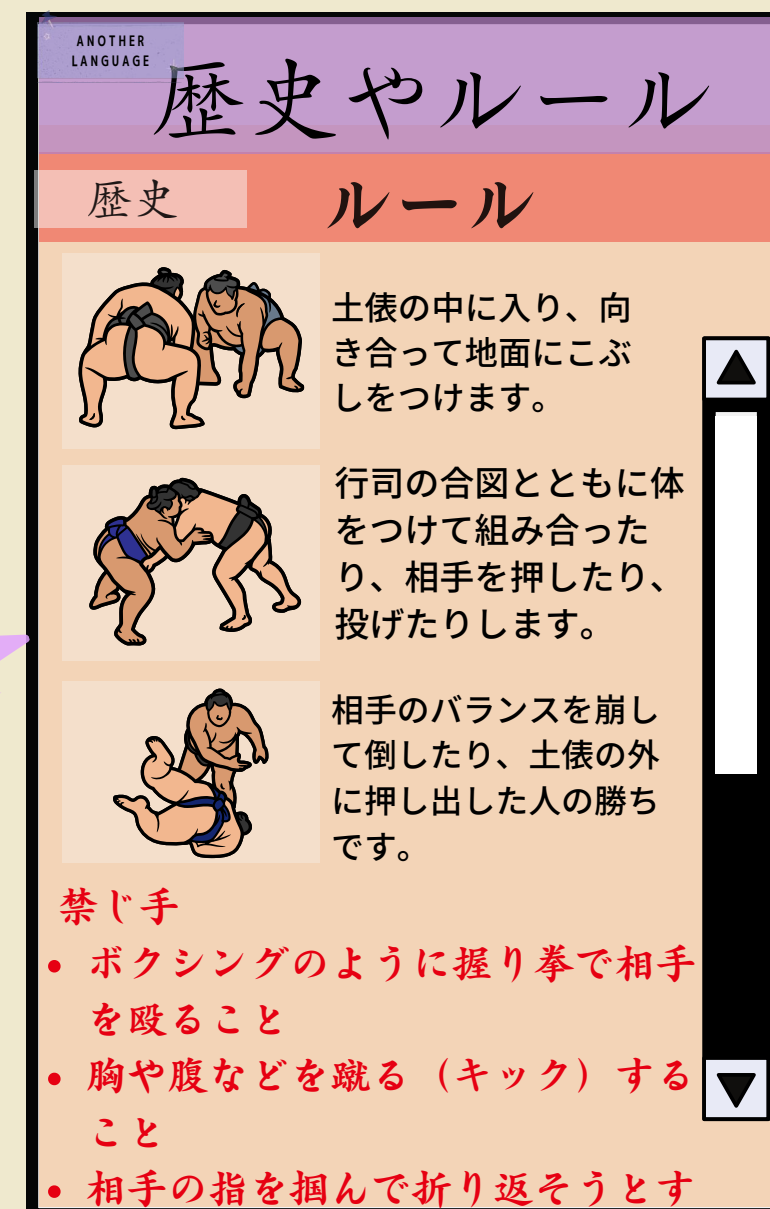 ANOTHER
LANGUAGE
歴史やルール
歴史
ルール
土俵の中に入り、向
き合って地面にこぶ
しをつけます。
行司の合図とともに体
をつけて組み合った
り、相手を押したり、
投げたりします。
相手のバランスを崩し
て倒したり、土俵の外
に押し出した人の勝ち
です。
禁じ手
• ボクシングのように握り拳で相手
を殴ること
• 胸や腹などを蹴る（キック）する
こと
• 相手の指を掴んで折り返そうとす